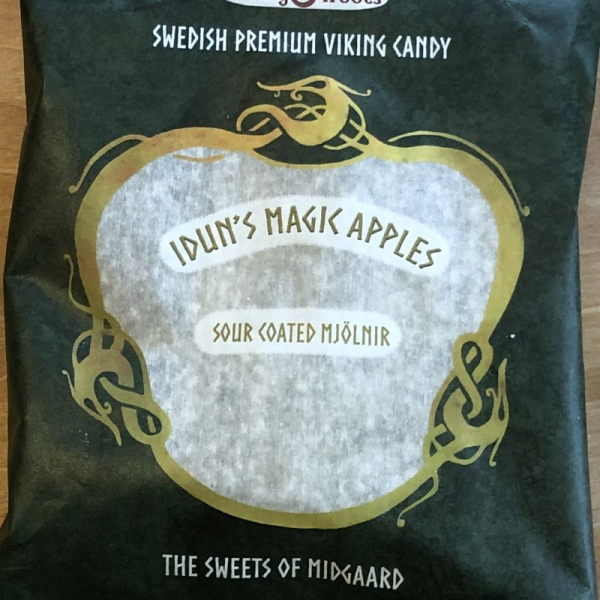 SWEDISH PREMIUM VIKING CANDY
IDUN'S MAGIC APPLES
SOUR COATED MJÖLNIR
THE SWEETS OF MIDGAARD